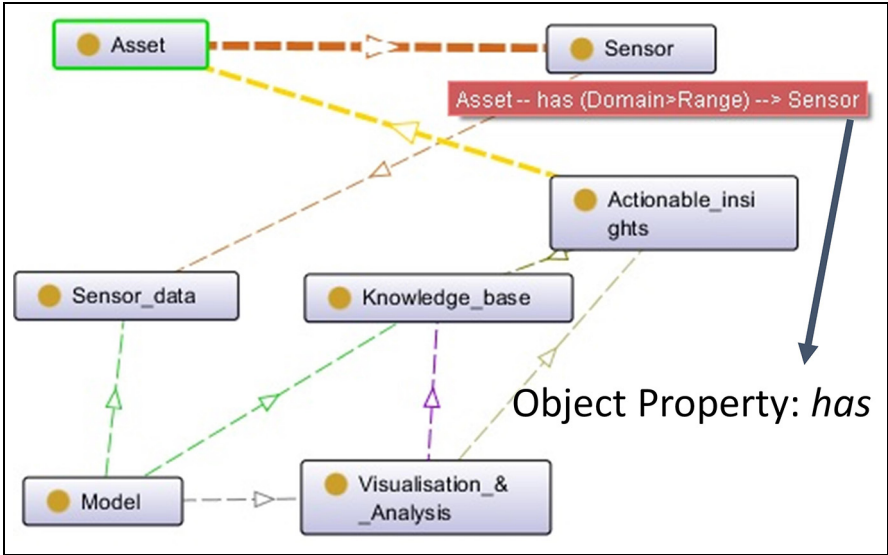 Asset
Sensor
Asset -- has (Domain>Range) --> Sensor
Actionable_insi
ghts
Sensor_data
Knowledge_base
Object Property: has
Model
Visualisation_&
_Analysis